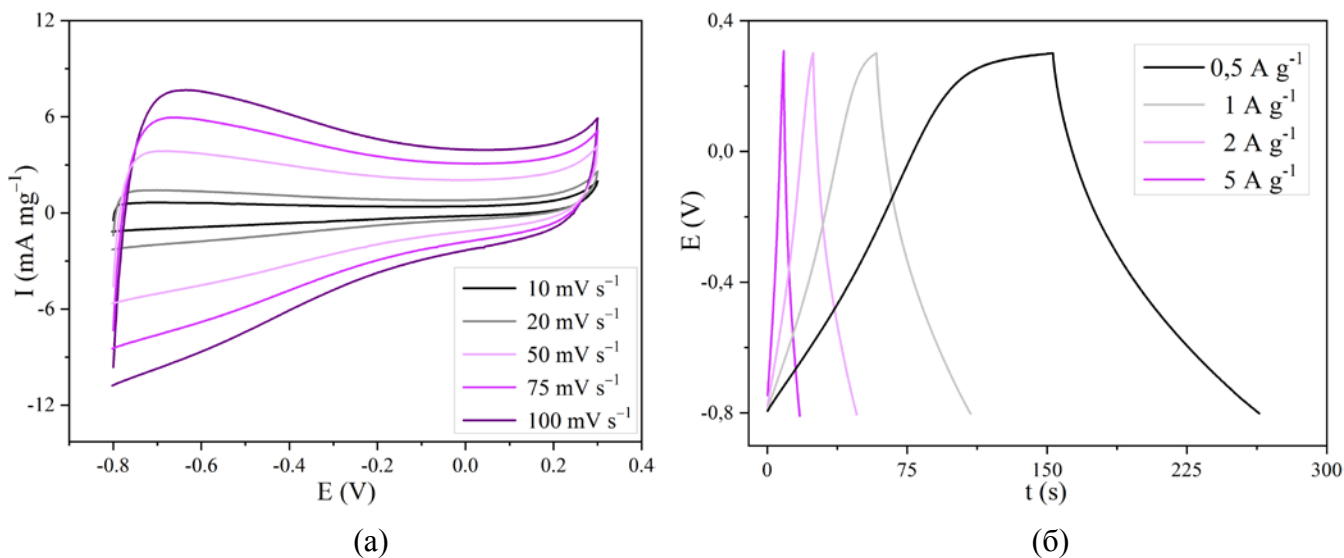 12
6
0
-6
-12
I (mA mg⁻¹)
-0.8 -0.6 -0.4 -0.2 0.0 0.2 0.4
E (V)
10 mV s⁻¹
20 mV s⁻¹
50 mV s⁻¹
75 mV s⁻¹
100 mV s⁻¹
(а)
0,4
0,0
-0,4
-0,8
E (V)
0 75 150 225 300
t (s)
0,5 A g⁻¹
1 A g⁻¹
2 A g⁻¹
5 A g⁻¹
(б)